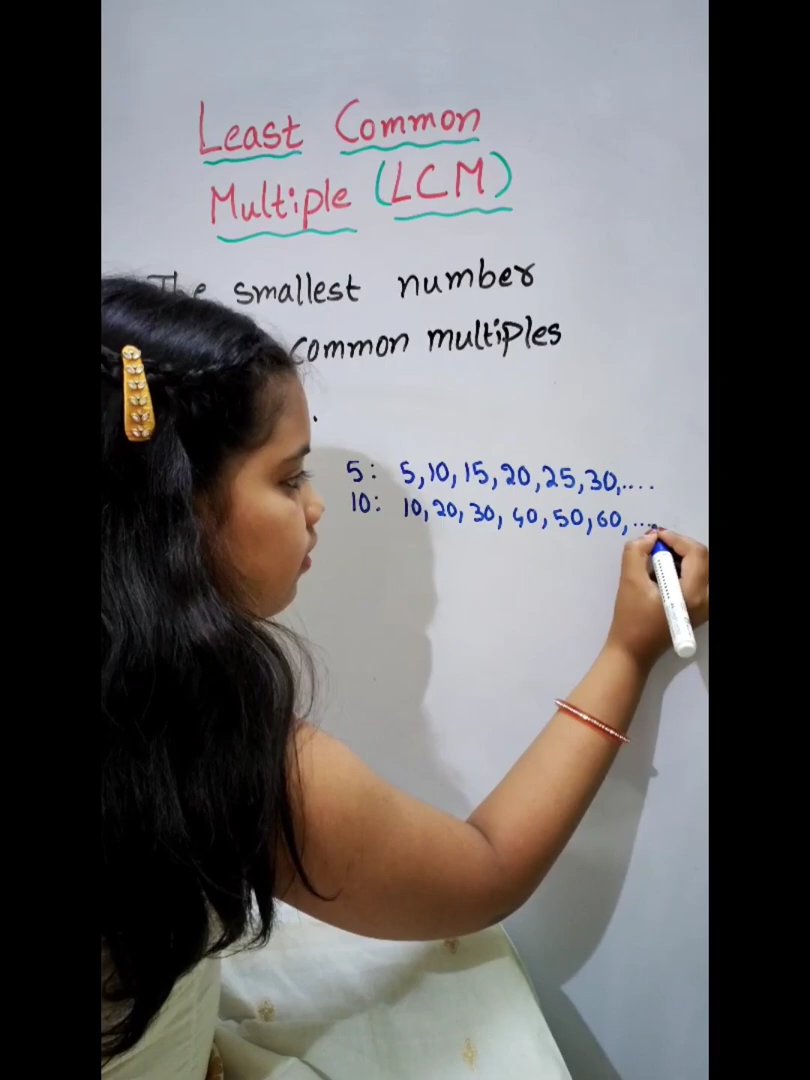 Least Common
Multiple (LCM)
The smallest number
common multiples
.
5: 5, 10, 15, 20, 25, 30, ....
10: 10, 20, 30, 40, 50, 60, ....